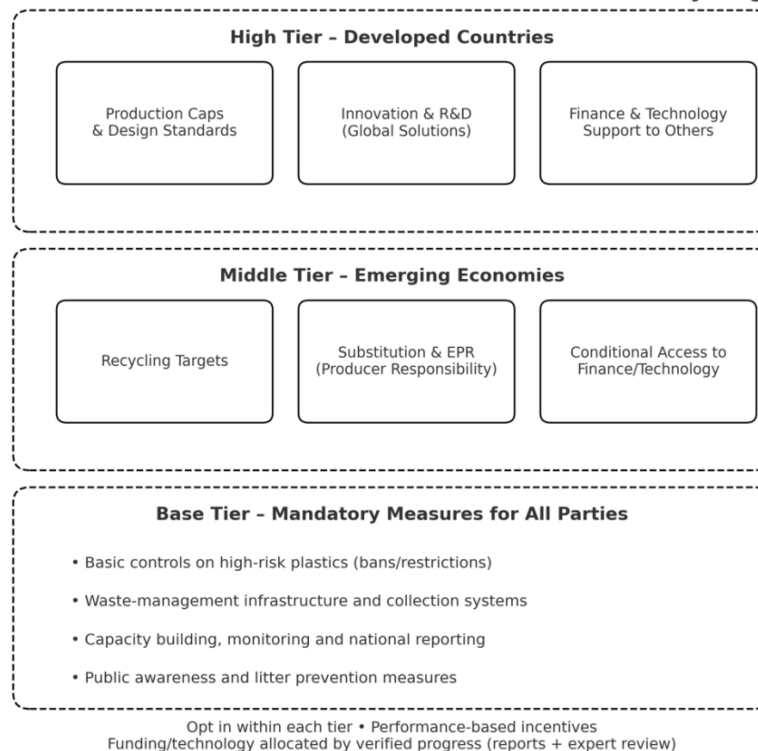 High Tier – Developed Countries
Production Caps
& Design Standards
Innovation & R&D
(Global Solutions)
Finance & Technology
Support to Others
Middle Tier – Emerging Economies
Recycling Targets
Substitution & EPR
(Producer Responsibility)
Conditional Access to
Finance/Technology
Base Tier – Mandatory Measures for All Parties
• Basic controls on high-risk plastics (bans/restrictions)
• Waste-management infrastructure and collection systems
• Capacity building, monitoring and national reporting
• Public awareness and litter prevention measures
Opt in within each tier • Performance-based incentives
Funding/technology allocated by verified progress (reports + expert review)